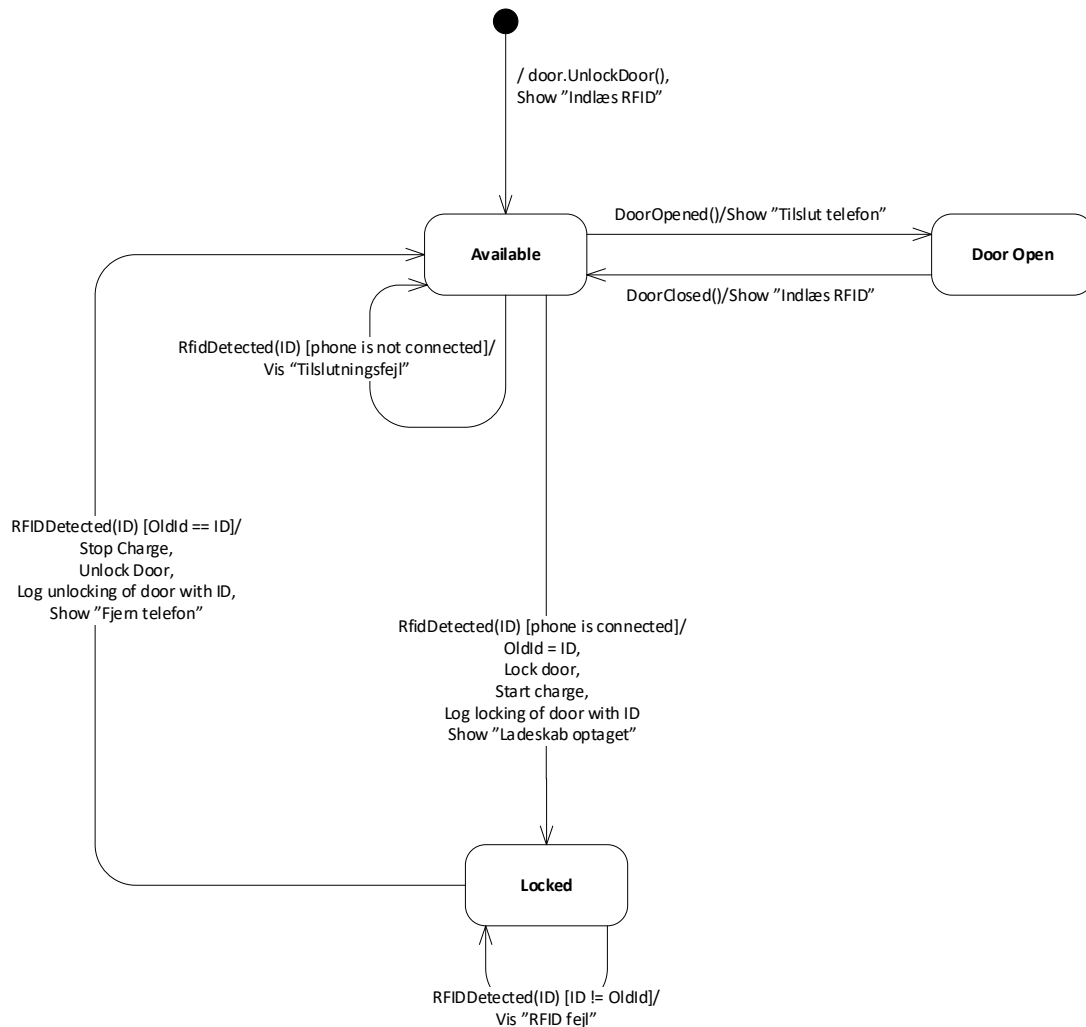 / door.UnlockDoor(),
Show ”Indlæs RFID”
Available
DoorOpened()/Show ”Tilslut telefon”
Door Open
DoorClosed()/Show ”Indlæs RFID”
RfidDetected(ID) [phone is not connected]/
Vis “Tilslutningsfejl”
RFIDDetected(ID) [OldId == ID]/
Stop Charge,
Unlock Door,
Log unlocking of door with ID,
Show ”Fjern telefon”
RfidDetected(ID) [phone is connected]/
OldId = ID,
Lock door,
Start charge,
Log locking of door with ID
Show ”Ladeskab optaget”
Locked
RFIDDetected(ID) [ID != OldId]/
Vis ”RFID fejl”